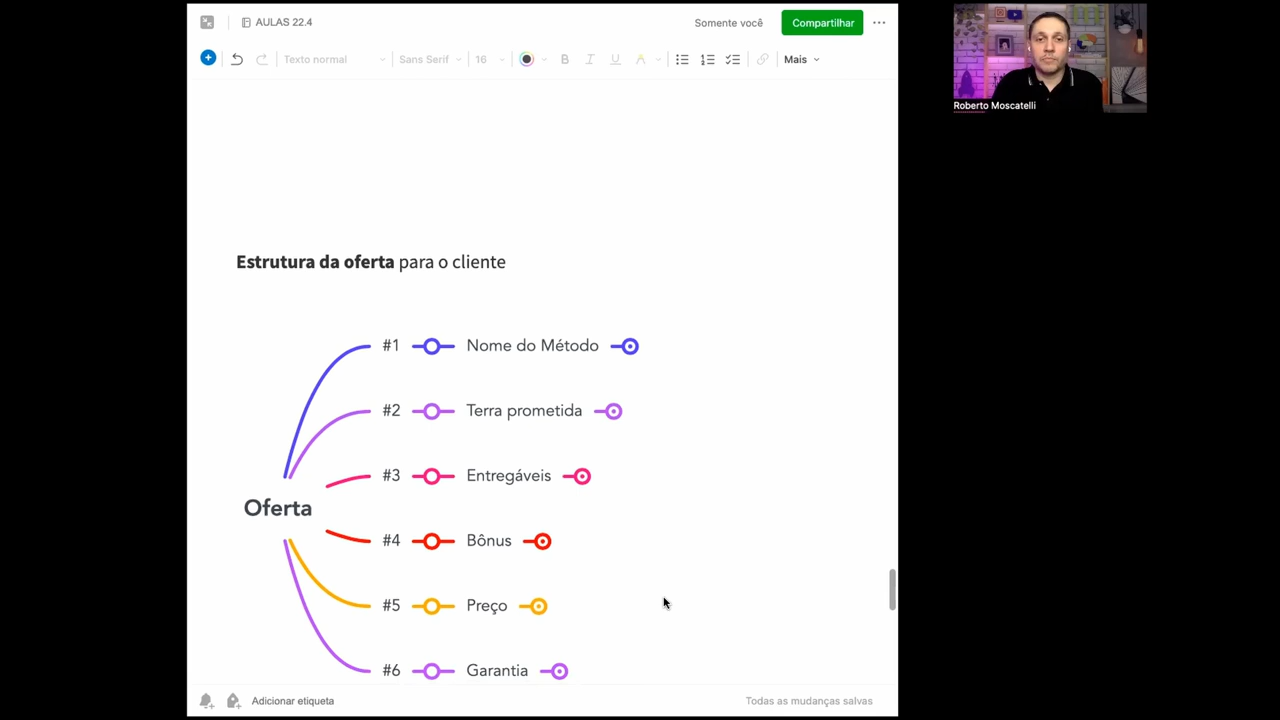 AULAS 22.4
Somente você
Compartilhar
Texto normal
Sans Serif
16
B
I
U
A
Mais
Roberto Moscatelli
Estrutura da oferta para o cliente
Oferta
#1 Nome do Método
#2 Terra prometida
#3 Entregáveis
#4 Bônus
#5 Preço
#6 Garantia
Adicionar etiqueta
Todas as mudanças salvas